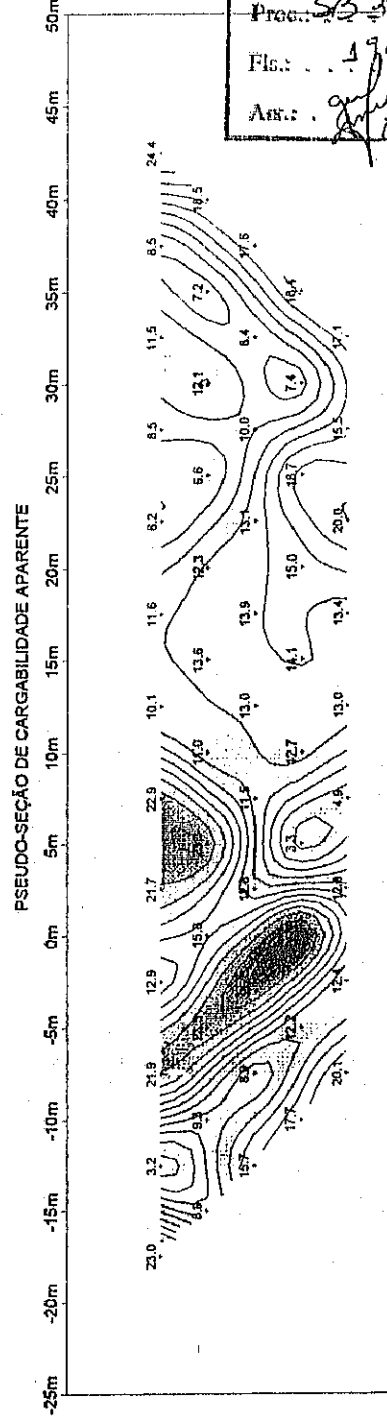 PSEUDO-SEÇÃO DE CARGABILIDADE APARENTE
-25m -20m -15m -10m -5m 0m 5m 10m 15m 20m 25m 30m 35m 40m 45m 50m
23.0 3.2 21.9 12.9 21.7 22.9 10.1 11.6 8.2 8.5 11.5 8.5 24.4
9.3 15.8 11.0 13.6 12.3 6.6 12.1 7.2 18.5
15.7 8.9 12.8 11.5 13.0 13.9 13.1 10.0 8.4 17.6
17.7 12.2 3.3 12.7 14.1 15.0 18.7 7.4 18.4
20.1 12.4 12.8 4.9 13.0 13.4 20.0 15.5 17.1
Proc.:
Fls.: